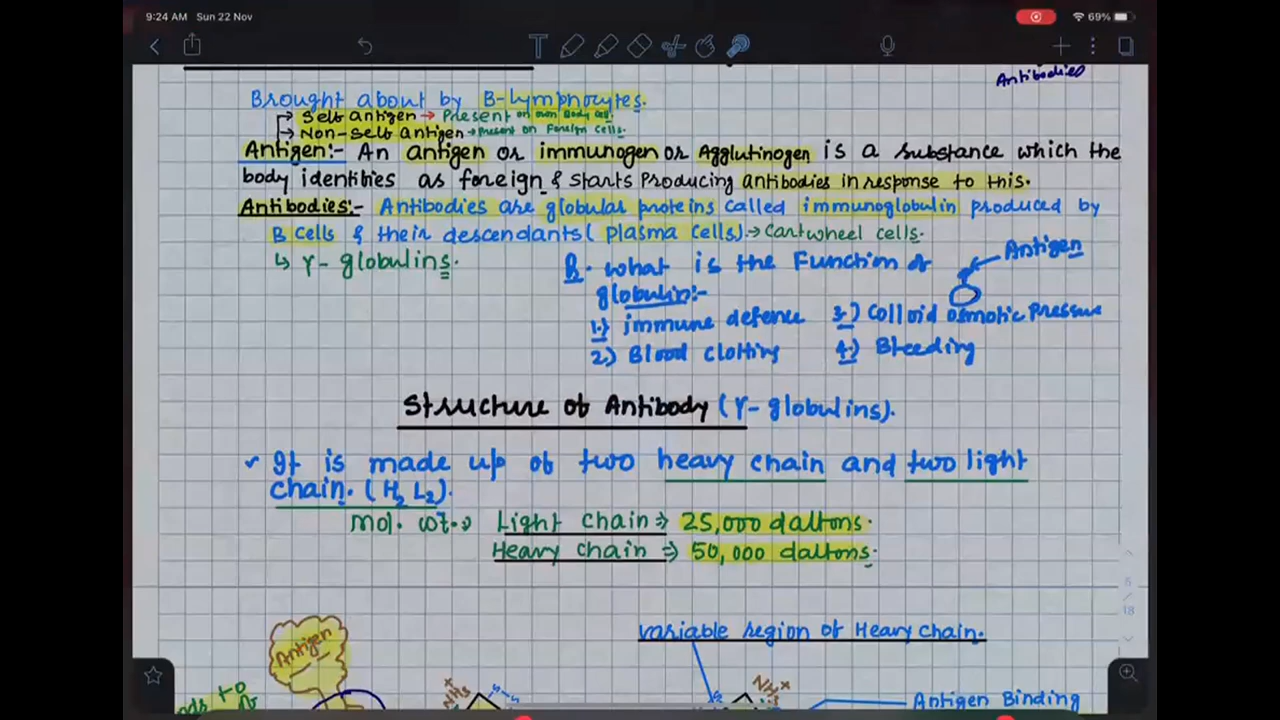 9:24 AM Sun 22 Nov
69%
Antibodies
Brought about by B-lymphocytes.
Self antigen → Present on own Body cell.
Non-self antigen → Present on Foreign cells.
Antigen:- An antigen or immunogen or Agglutinogen is a substance which the
body identities as foreign & starts Producing antibodies in response to this.
Antibodies:- Antibodies are globular proteins called immunoglobulin produced by
B cells & their descendants (plasma cells) → Cartwheel cells.
↳ γ-globulins.
Q. What is the Function of
globulin:-
Antigen
1.) immune defence
3.) Colloid osmotic Pressure
2.) Blood Clotting
4.) Bleeding
Structure of Antibody (γ-globulins).
✓ It is made up of two heavy chain and two light
chain. (H2 L2).
mol. wt. ⇒ Light chain ⇒ 25,000 daltons.
Heavy chain ⇒ 50,000 daltons.
5
/
18
Variable region of Heavy chain.
Antigen
to
NH3+
S-S
NH3+
Antigen Binding